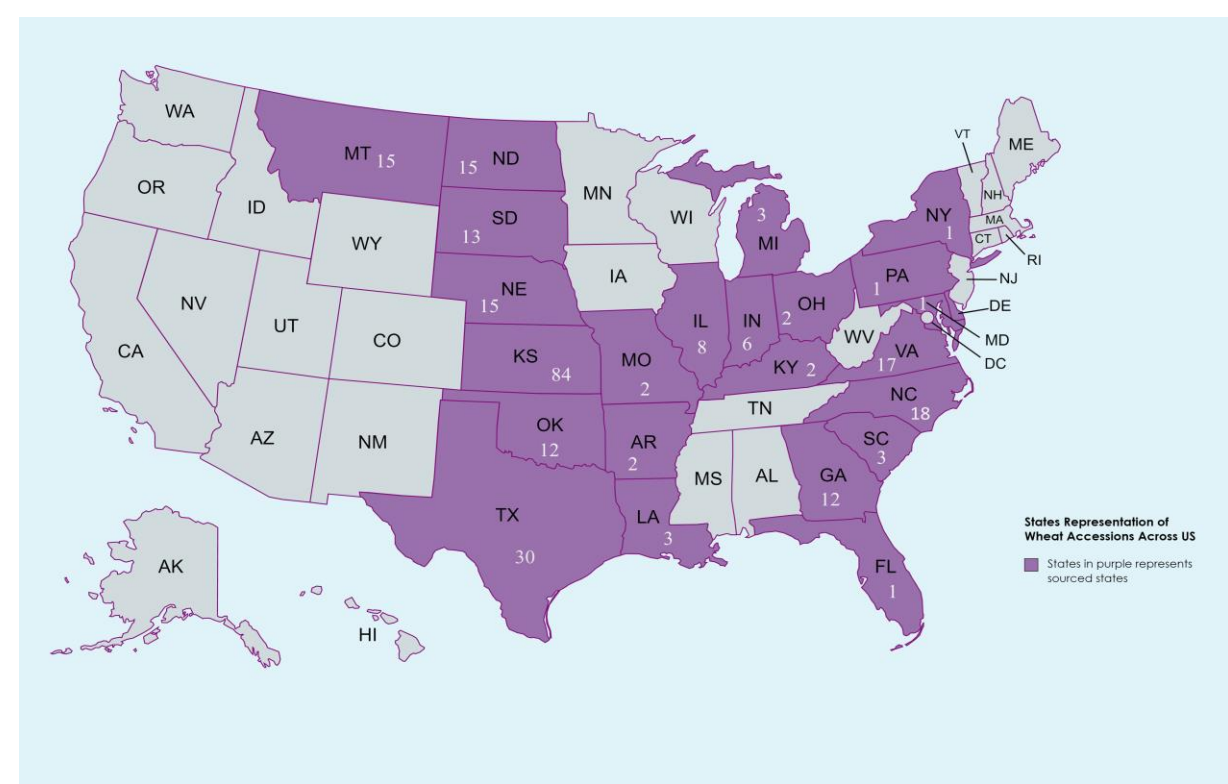 WA
MT 15
15 ND
VT
ME
OR
ID
MN
NH
SD
13
WI
3
MI
NY
1
MA
CT
RI
WY
IA
PA
1
NJ
NE
15
NV
UT
CO
IL
8
IN
6
OH
2
1
DE
MD
DC
WV
VA
17
CA
KS
84
MO
2
KY 2
NC
18
TN
AZ
NM
OK
12
AR
2
SC
3
MS
AL
GA
12
TX
30
LA
3
FL
1
AK
HI
States Representation of
Wheat Accessions Across US
States in purple represents
sourced states